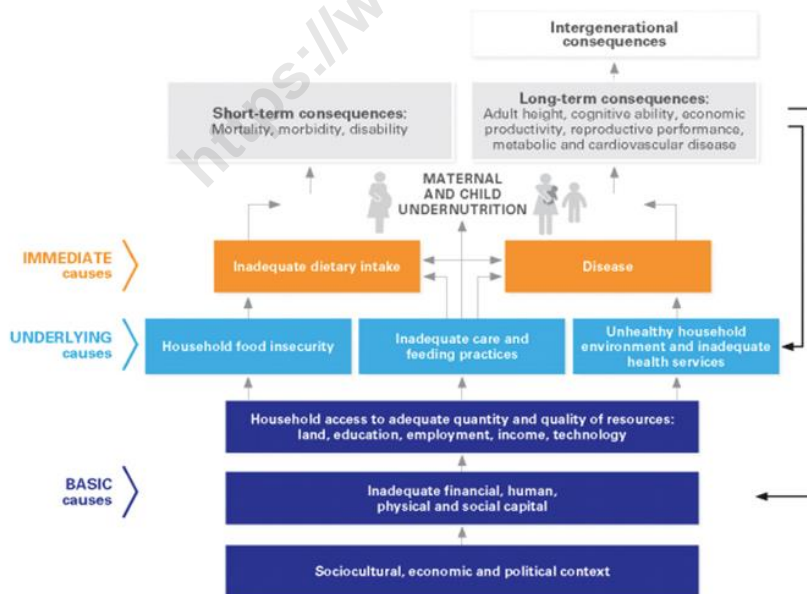 Intergenerational
consequences
Short-term consequences:
Mortality, morbidity, disability
Long-term consequences:
Adult height, cognitive ability, economic
productivity, reproductive performance,
metabolic and cardiovascular disease
MATERNAL
AND CHILD
UNDERNUTRITION
IMMEDIATE
causes
Inadequate dietary intake
Disease
UNDERLYING
causes
Household food insecurity
Inadequate care and
feeding practices
Unhealthy household
environment and inadequate
health services
Household access to adequate quantity and quality of resources:
land, education, employment, income, technology
BASIC
causes
Inadequate financial, human,
physical and social capital
Sociocultural, economic and political context
https://w